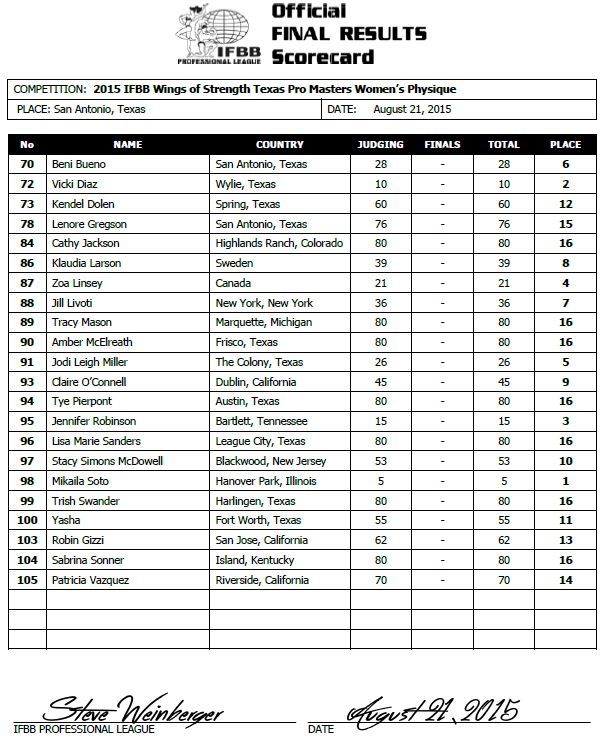 IFBB
PROFESSIONAL LEAGUE
Official
FINAL RESULTS
Scorecard
COMPETITION: 2015 IFBB Wings of Strength Texas Pro Masters Women's Physique
PLACE: San Antonio, Texas DATE: August 21, 2015
No NAME COUNTRY JUDGING FINALS TOTAL PLACE
70 Beni Bueno San Antonio, Texas 28 - 28 6
72 Vicki Diaz Wylie, Texas 10 - 10 2
73 Kendel Dolen Spring, Texas 60 - 60 12
78 Lenore Gregson San Antonio, Texas 76 - 76 15
84 Cathy Jackson Highlands Ranch, Colorado 80 - 80 16
86 Klaudia Larson Sweden 39 - 39 8
87 Zoa Linsey Canada 21 - 21 4
88 Jill Livoti New York, New York 36 - 36 7
89 Tracy Mason Marquette, Michigan 80 - 80 16
90 Amber McElreath Frisco, Texas 80 - 80 16
91 Jodi Leigh Miller The Colony, Texas 26 - 26 5
93 Claire O'Connell Dublin, California 45 - 45 9
94 Tye Pierpont Austin, Texas 80 - 80 16
95 Jennifer Robinson Bartlett, Tennessee 15 - 15 3
96 Lisa Marie Sanders League City, Texas 80 - 80 16
97 Stacy Simons McDowell Blackwood, New Jersey 53 - 53 10
98 Mikaila Soto Hanover Park, Illinois 5 - 5 1
99 Trish Swander Harlingen, Texas 80 - 80 16
100 Yasha Fort Worth, Texas 55 - 55 11
103 Robin Gizzi San Jose, California 62 - 62 13
104 Sabrina Sonner Island, Kentucky 80 - 80 16
105 Patricia Vazquez Riverside, California 70 - 70 14
Steve Weinberger August 21, 2015
IFBB PROFESSIONAL LEAGUE DATE